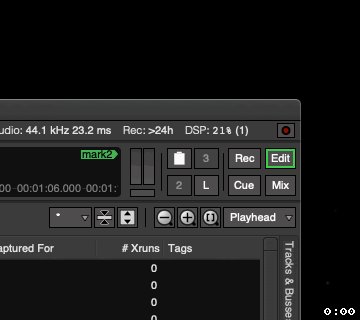 udio: 44.1 kHz 23.2 ms Rec: >24h DSP: 21% (1)
mark2
3 Rec Edit
00 00:01:06.000 00:01:
2 L Cue Mix
* Playhead
aptured For # Xruns Tags
Tracks & Busse
0
0
0
0
0:00